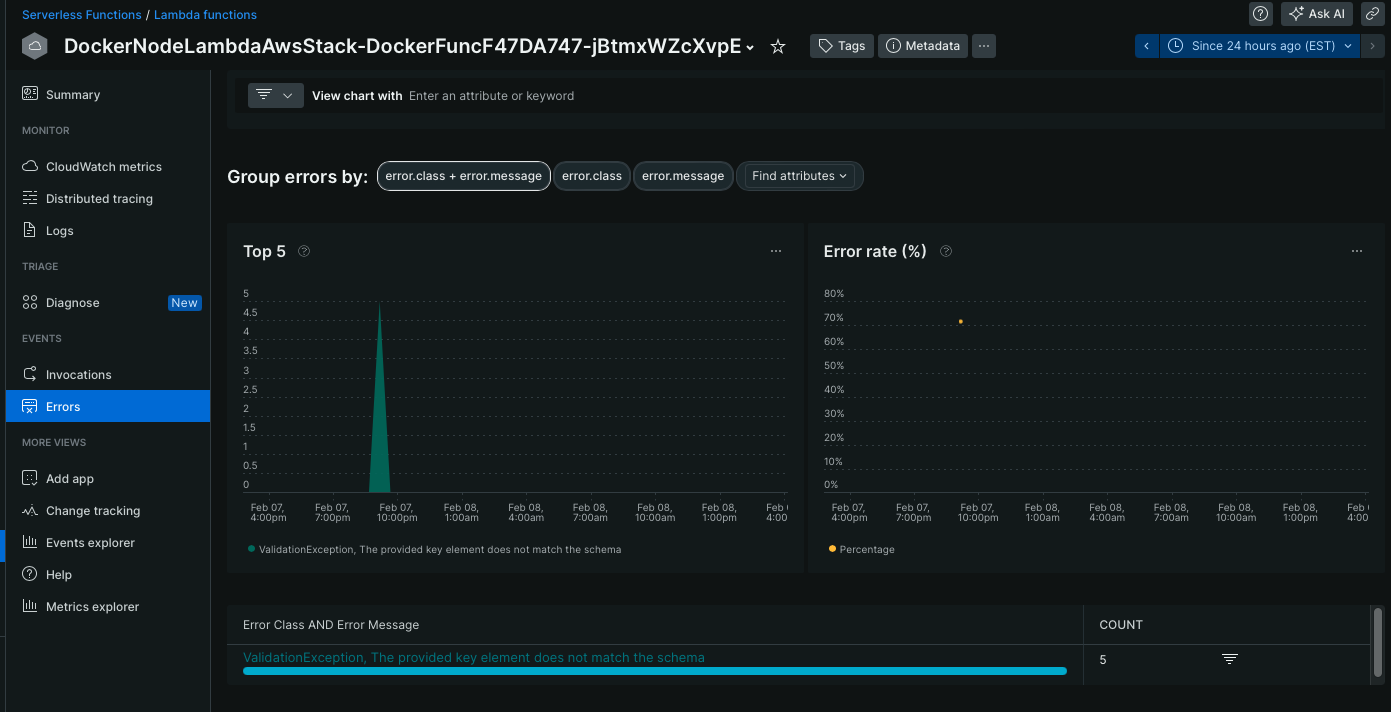 Serverless Functions / Lambda functions
Ask AI
DockerNodeLambdaAwsStack-DockerFuncF47DA747-jBtmxWZcXvpE
Tags
Metadata
Since 24 hours ago (EST)
Summary
MONITOR
CloudWatch metrics
Distributed tracing
Logs
TRIAGE
Diagnose New
EVENTS
Invocations
Errors
MORE VIEWS
Add app
Change tracking
Events explorer
Help
Metrics explorer
View chart with Enter an attribute or keyword
Group errors by: error.class + error.message error.class error.message Find attributes
Top 5
5
4.5
4
3.5
3
2.5
2
1.5
1
0.5
0
Feb 07, Feb 07, Feb 07, Feb 08, Feb 08, Feb 08, Feb 08, Feb 08, Feb
4:00pm 7:00pm 10:00pm 1:00am 4:00am 7:00am 10:00am 1:00pm 4:00
ValidationException, The provided key element does not match the schema
Error rate (%)
80%
70%
60%
50%
40%
30%
20%
10%
0%
Feb 07, Feb 07, Feb 07, Feb 08, Feb 08, Feb 08, Feb 08, Feb 08, Feb
4:00pm 7:00pm 10:00pm 1:00am 4:00am 7:00am 10:00am 1:00pm 4:00
Percentage
Error Class AND Error Message COUNT
ValidationException, The provided key element does not match the schema 5